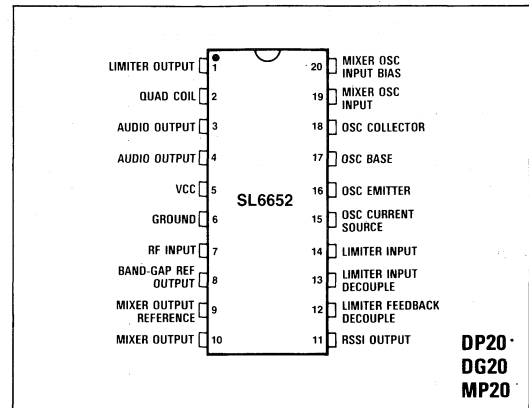 LIMITER OUTPUT 1
QUAD COIL 2
AUDIO OUTPUT 3
AUDIO OUTPUT 4
VCC 5
GROUND 6
RF INPUT 7
BAND-GAP REF
OUTPUT 8
MIXER OUTPUT
REFERENCE 9
MIXER OUTPUT 10
SL6652
20 MIXER OSC
INPUT BIAS
19 MIXER OSC
INPUT
18 OSC COLLECTOR
17 OSC BASE
16 OSC EMITTER
15 OSC CURRENT
SOURCE
14 LIMITER INPUT
13 LIMITER INPUT
DECOUPLE
12 LIMITER FEEDBACK
DECOUPLE
11 RSSI OUTPUT
DP20
DG20
MP20